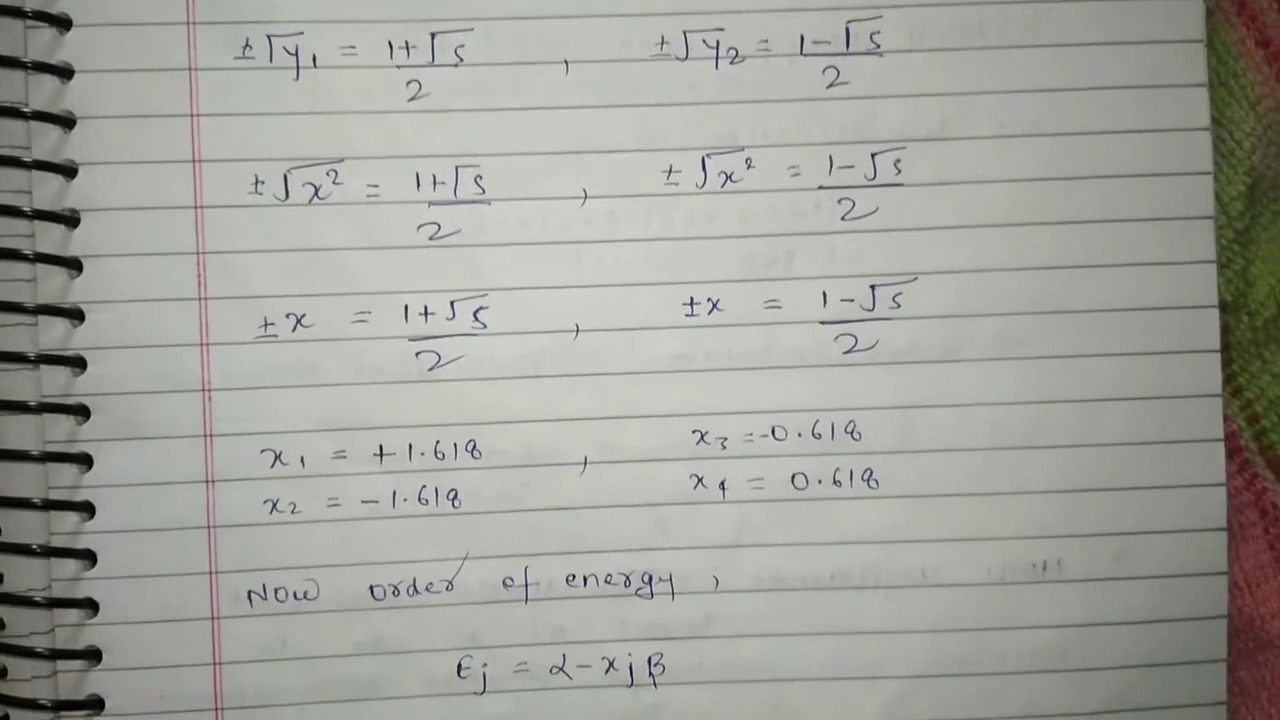 ±√y₁ = (1+√5)/2 , ±√y₂ = (1-√5)/2
±√x² = (1+√5)/2 , ±√x² = (1-√5)/2
±x = (1+√5)/2 , ±x = (1-√5)/2
x₁ = +1.618 , x₃ = -0.618
x₂ = -1.618 x₄ = 0.618
Now order of energy,
Єj = α-xjβ